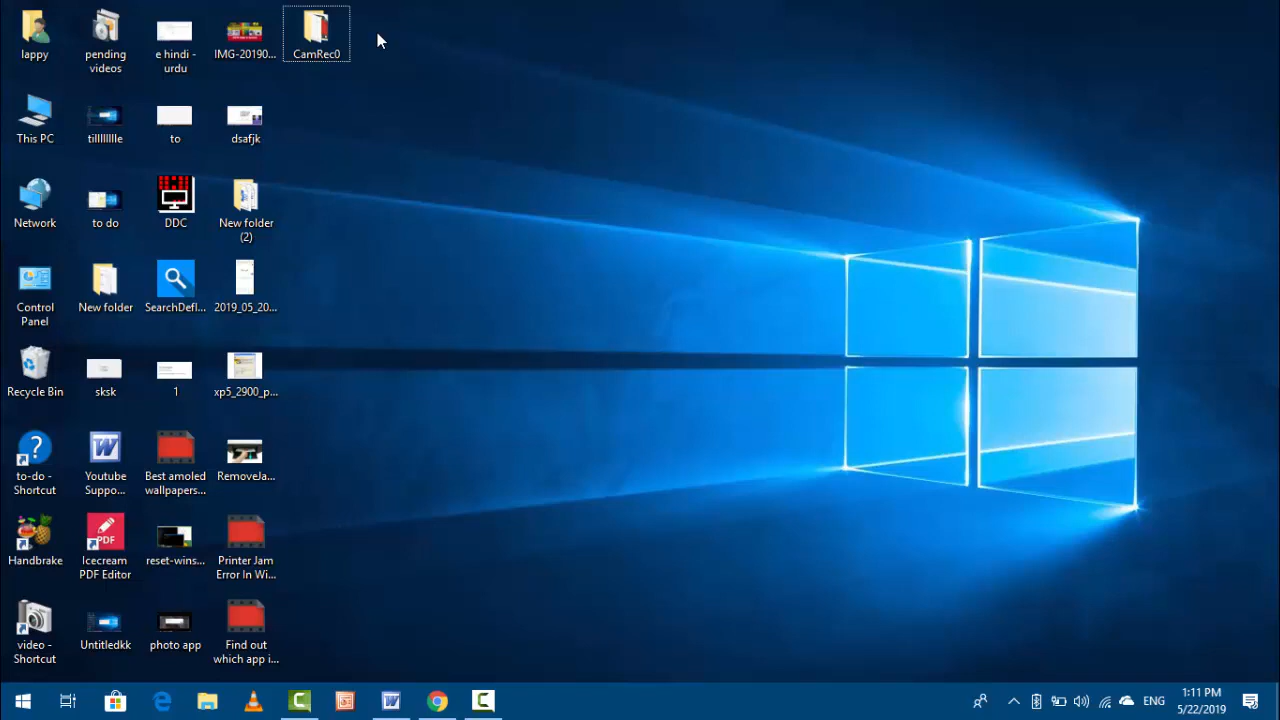 lappy
This PC
Network
Control
Panel
Recycle Bin
to-do -
Shortcut
Handbrake
video -
Shortcut
pending
videos
tillllllllle
to do
New folder
sksk
Youtube
Suppo...
PDF
Icecream
PDF Editor
Untitledkk
e hindi -
urdu
to
DDC
SearchDefl...
1
Best amoled
wallpapers...
reset-wins...
photo app
IMG-20190...
dsafjk
New folder
(2)
2019_05_20...
xp5_2900_p...
RemoveJa...
Printer Jam
Error In Wi...
Find out
which app i...
CamRec0
ENG
1:11 PM
5/22/2019